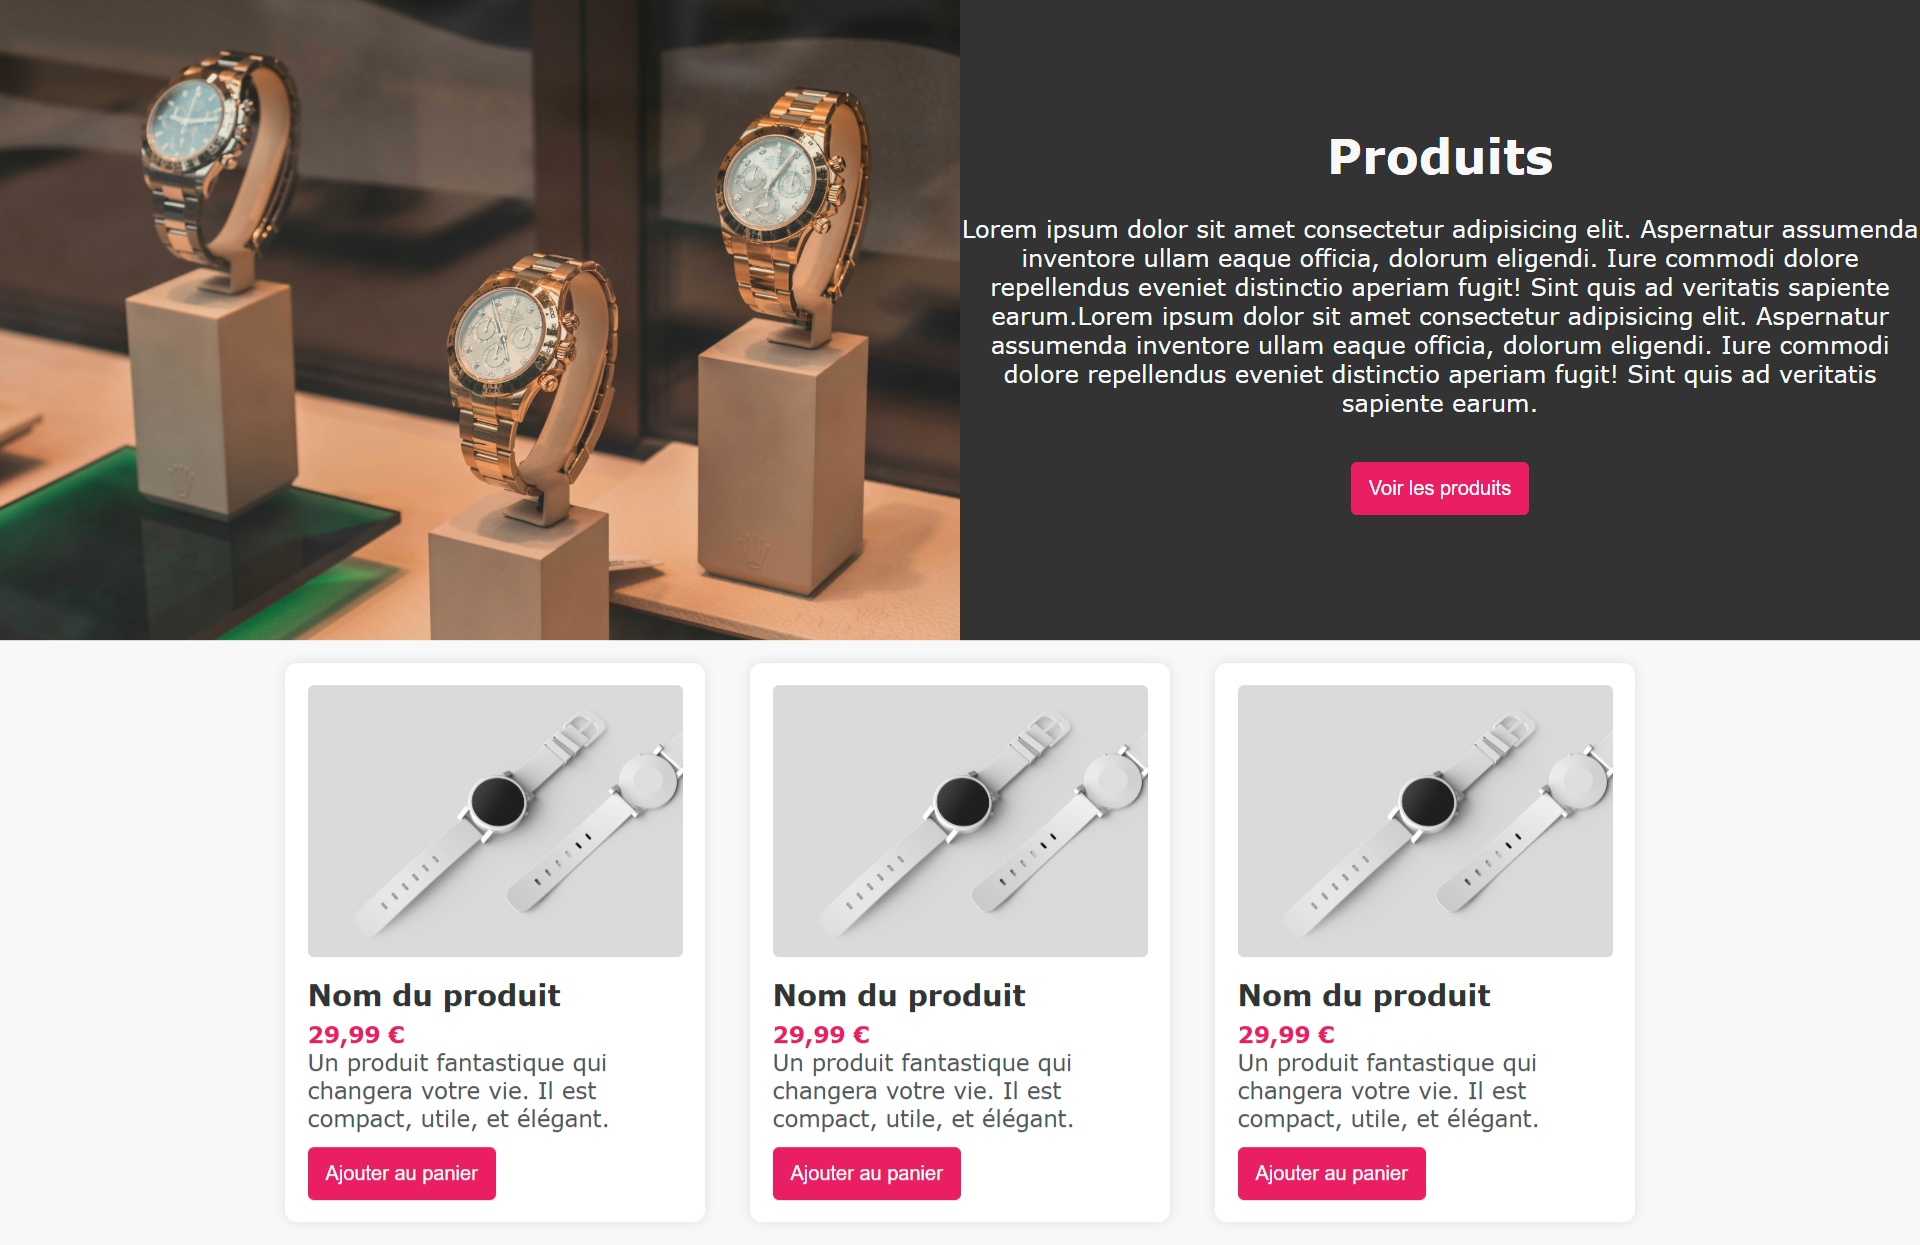 Produits
Lorem ipsum dolor sit amet consectetur adipisicing elit. Aspernatur assumenda
inventore ullam eaque officia, dolorum eligendi. Iure commodi dolore
repellendus eveniet distinctio aperiam fugit! Sint quis ad veritatis sapiente
earum.Lorem ipsum dolor sit amet consectetur adipisicing elit. Aspernatur
assumenda inventore ullam eaque officia, dolorum eligendi. Iure commodi
dolore repellendus eveniet distinctio aperiam fugit! Sint quis ad veritatis
sapiente earum.
Voir les produits
Nom du produit
29,99 €
Un produit fantastique qui
changera votre vie. Il est
compact, utile, et élégant.
Ajouter au panier
Nom du produit
29,99 €
Un produit fantastique qui
changera votre vie. Il est
compact, utile, et élégant.
Ajouter au panier
Nom du produit
29,99 €
Un produit fantastique qui
changera votre vie. Il est
compact, utile, et élégant.
Ajouter au panier